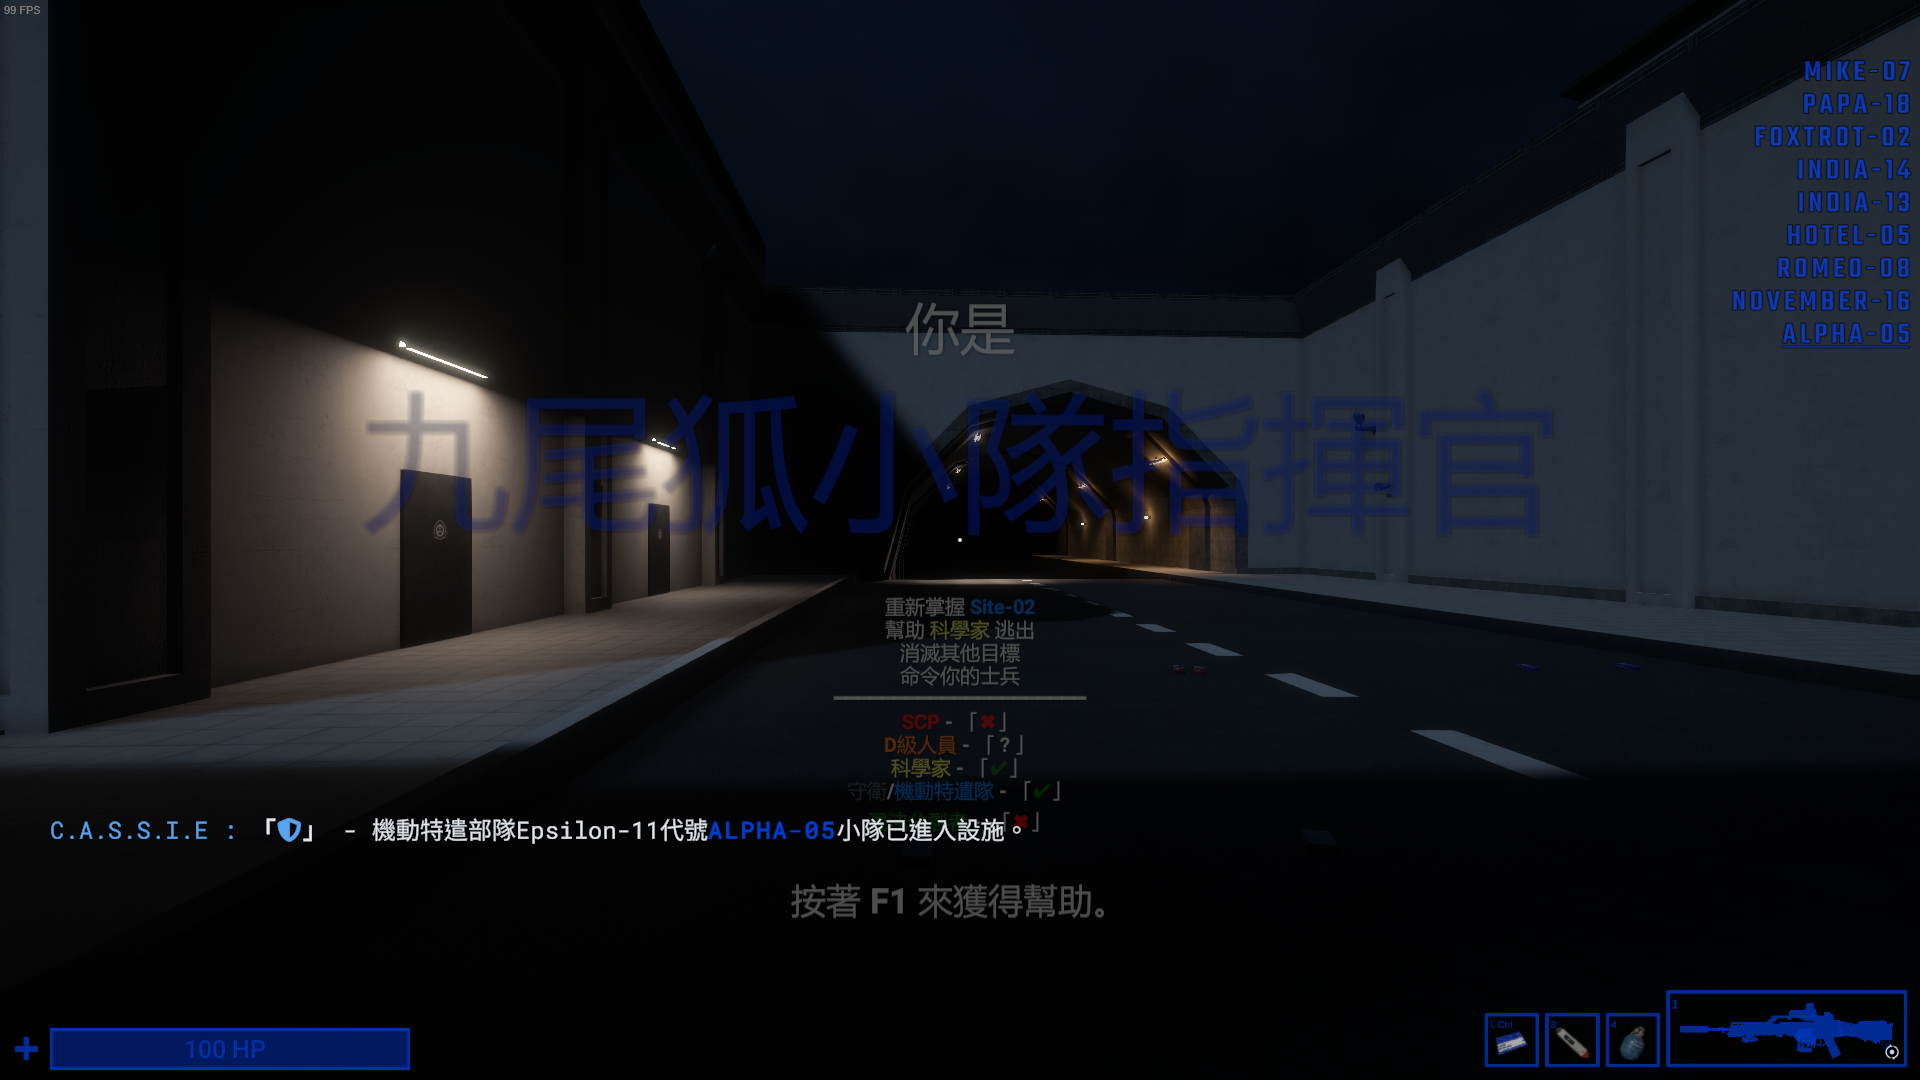 99 FPS
MIKE-07
PAPA-18
FOXTROT-02
INDIA-14
INDIA-13
HOTEL-05
ROMEO-08
NOVEMBER-16
ALPHA-05
你是
九尾狐小隊指揮官
重新掌握 Site-02
幫助 科學家 逃出
消滅其他目標
命令你的士兵
SCP - 「✖」
D級人員 - 「?」
科學家 - 「✔」
守衛/機動特遣隊 - 「✔」
C.A.S.S.I.E : 「🛡」 - 機動特遣部隊Epsilon-11代號ALPHA-05小隊已進入設施。
按著 F1 來獲得幫助。
100 HP
L Ctrl
3
4
1